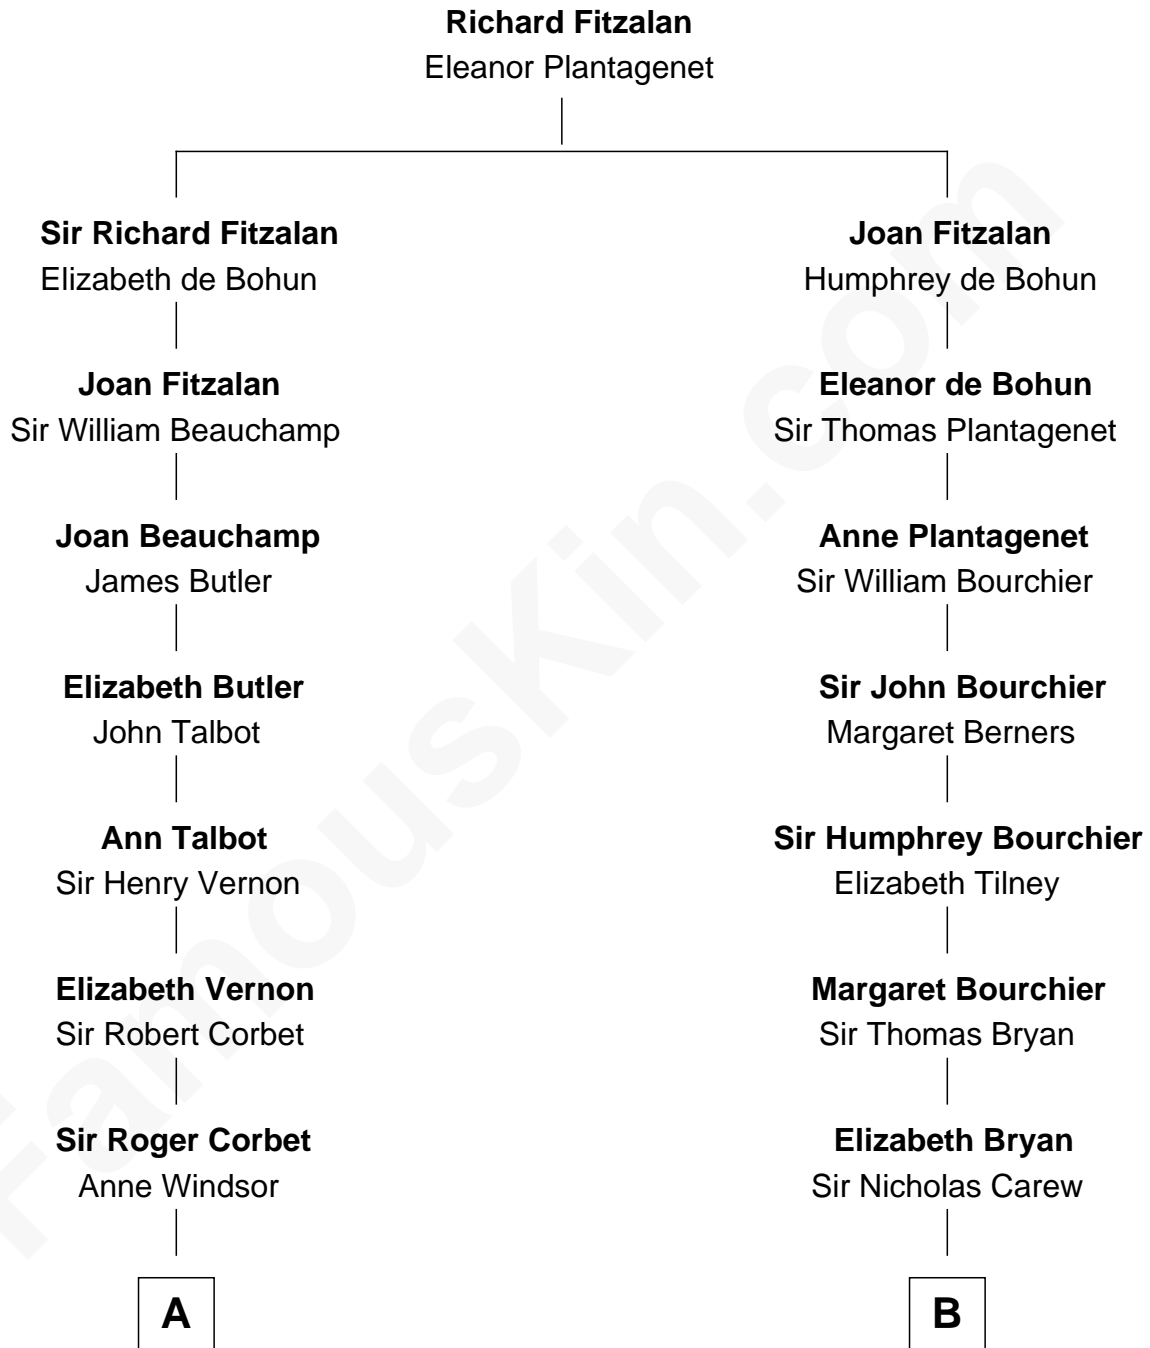 Richard Fitzalan
Eleanor Plantagenet
Sir Richard Fitzalan
Elizabeth de Bohun
Joan Fitzalan
Humphrey de Bohun
Joan Fitzalan
Sir William Beauchamp
Eleanor de Bohun
Sir Thomas Plantagenet
Joan Beauchamp
James Butler
Anne Plantagenet
Sir William Bourchier
Elizabeth Butler
John Talbot
Sir John Bourchier
Margaret Berners
Ann Talbot
Sir Henry Vernon
Sir Humphrey Bourchier
Elizabeth Tilney
Elizabeth Vernon
Sir Robert Corbet
Margaret Bourchier
Sir Thomas Bryan
Sir Roger Corbet
Anne Windsor
Elizabeth Bryan
Sir Nicholas Carew
A
B
FamousKin.com